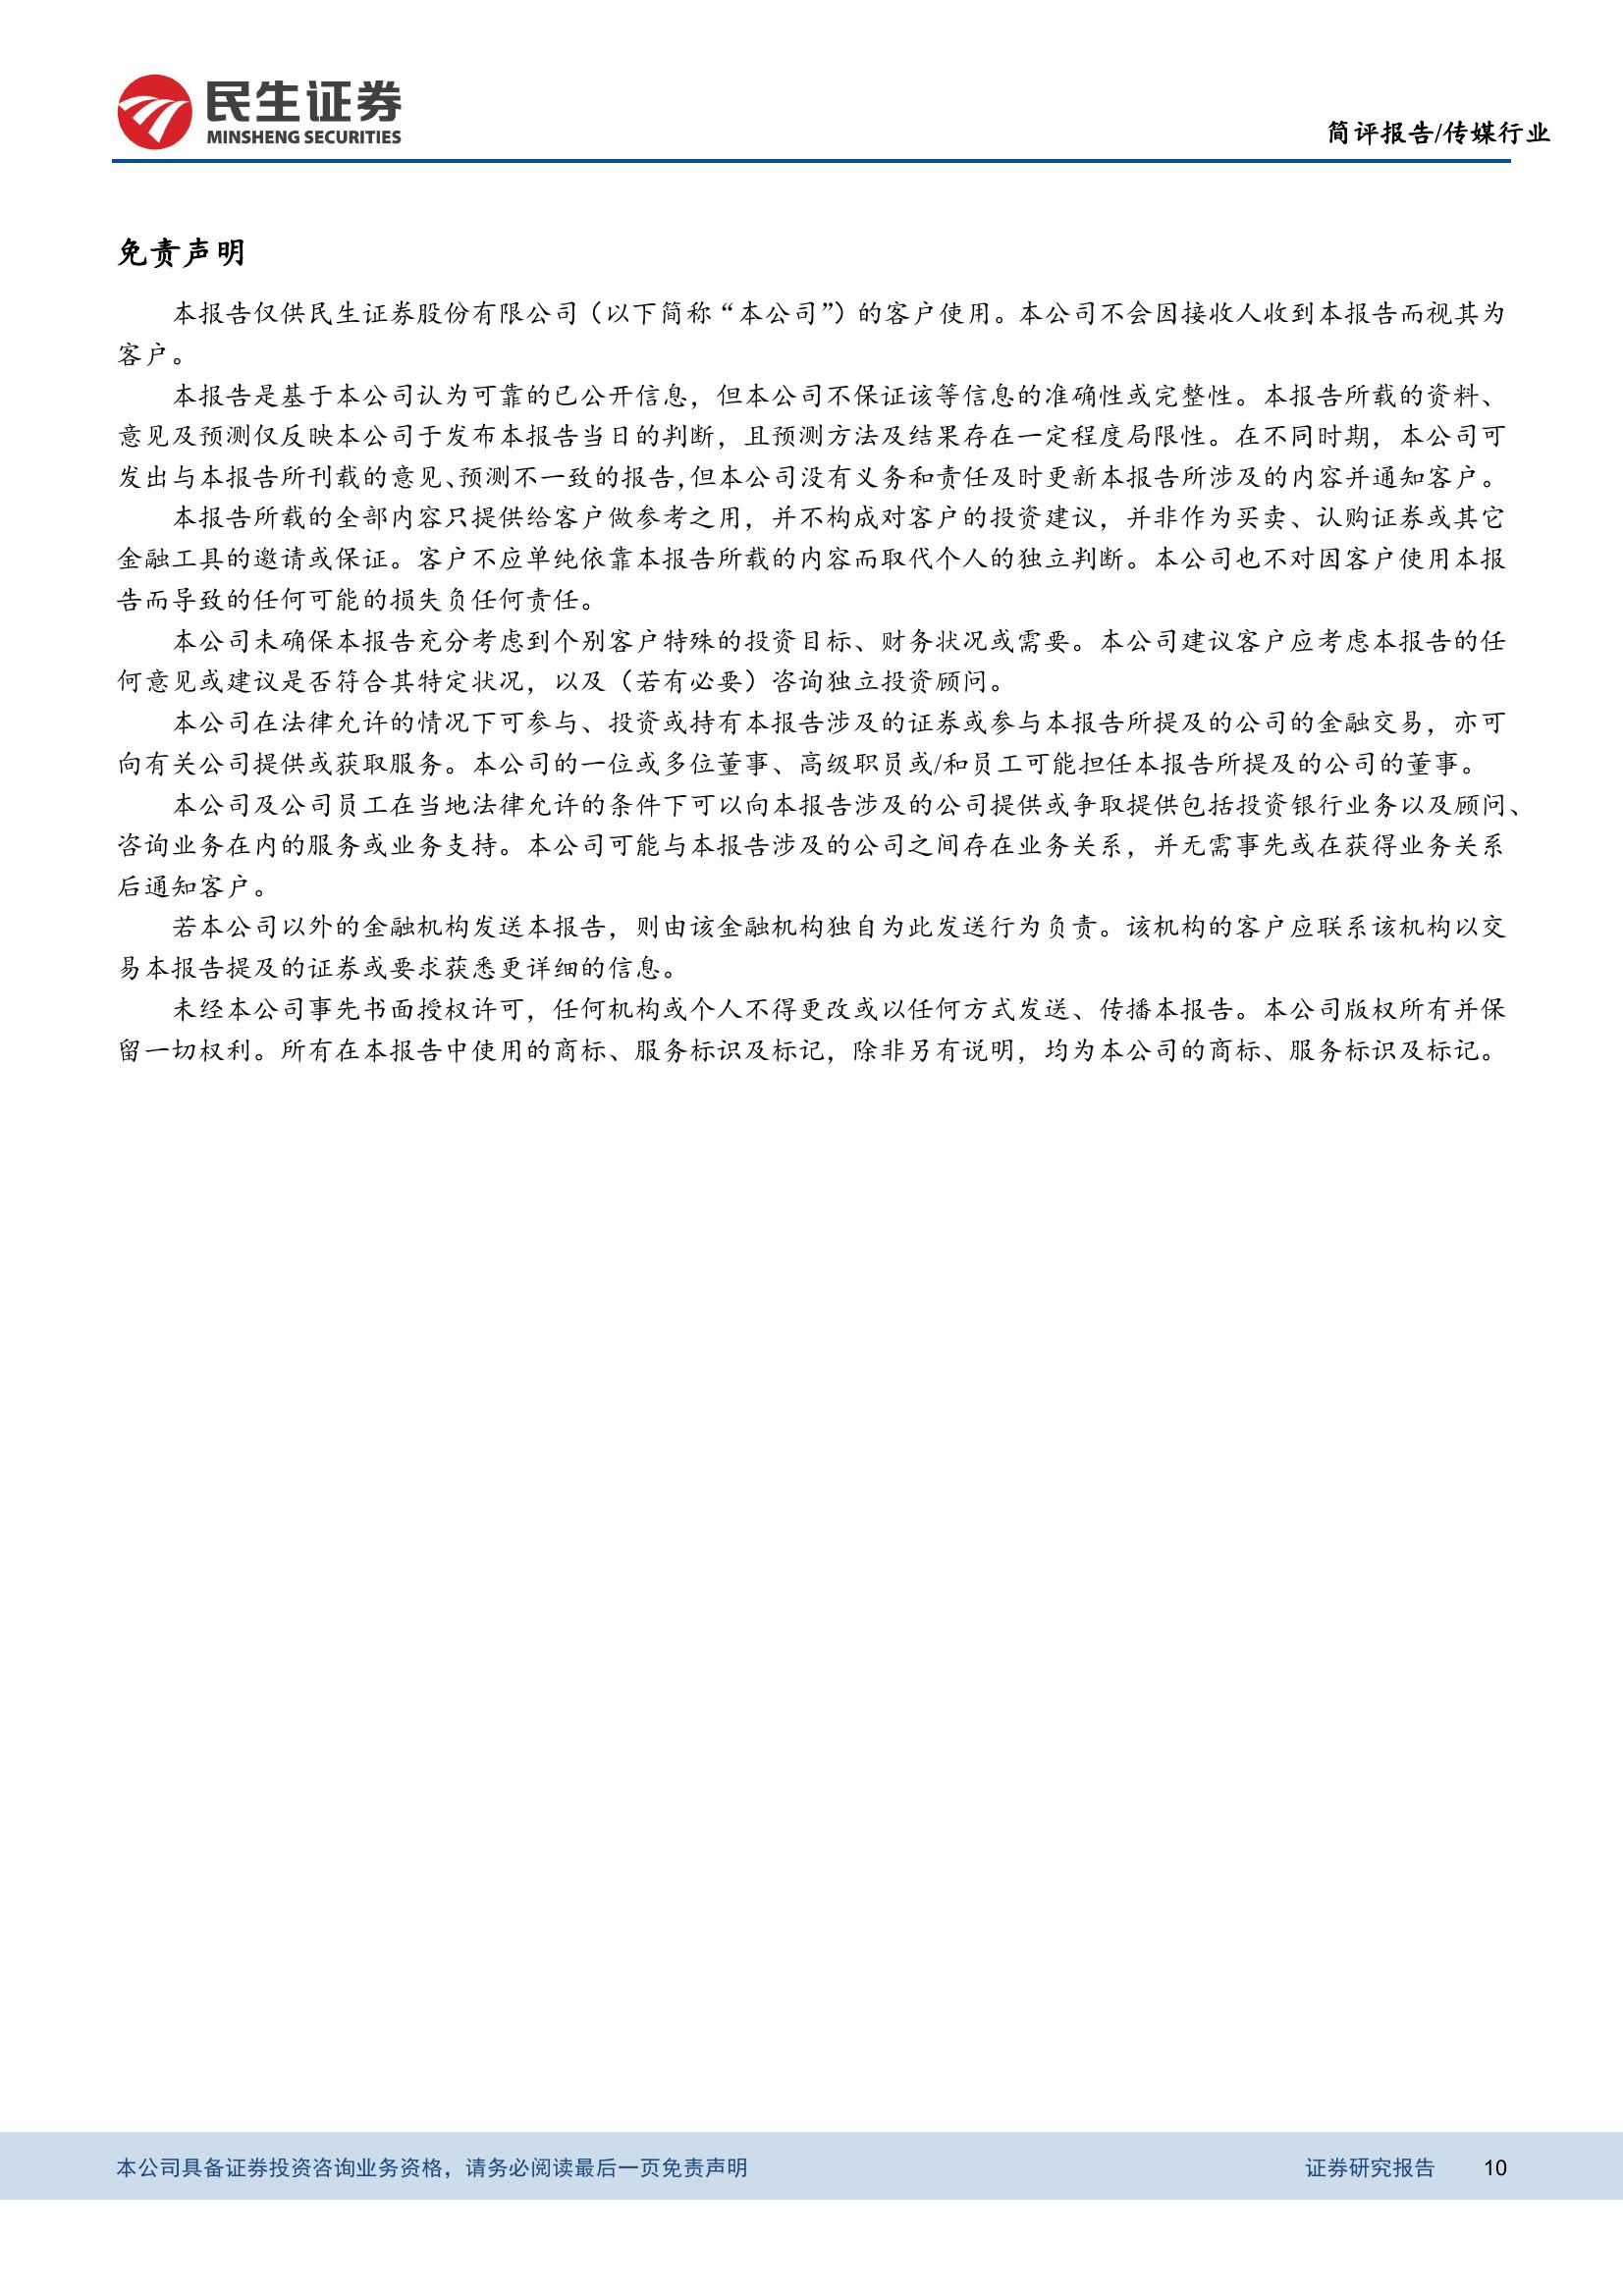 民生证券
MINSHENG SECURITIES
简评报告/传媒行业
免责声明
本报告仅供民生证券股份有限公司（以下简称“本公司”）的客户使用。本公司不会因接收人收到本报告而视其为
客户。
本报告是基于本公司认为可靠的已公开信息，但本公司不保证该等信息的准确性或完整性。本报告所载的资料、
意见及预测仅反映本公司于发布本报告当日的判断，且预测方法及结果存在一定程度局限性。在不同时期，本公司可
发出与本报告所刊载的意见、预测不一致的报告，但本公司没有义务和责任及时更新本报告所涉及的内容并通知客户。
本报告所载的全部内容只提供给客户做参考之用，并不构成对客户的投资建议，并非作为买卖、认购证券或其它
金融工具的邀请或保证。客户不应单纯依靠本报告所载的内容而取代个人的独立判断。本公司也不对因客户使用本报
告而导致的任何可能的损失负任何责任。
本公司未确保本报告充分考虑到个别客户特殊的投资目标、财务状况或需要。本公司建议客户应考虑本报告的任
何意见或建议是否符合其特定状况，以及（若有必要）咨询独立投资顾问。
本公司在法律允许的情况下可参与、投资或持有本报告涉及的证券或参与本报告所提及的公司的金融交易，亦可
向有关公司提供或获取服务。本公司的一位或多位董事、高级职员或/和员工可能担任本报告所提及的公司的董事。
本公司及公司员工在当地法律允许的条件下可以向本报告涉及的公司提供或争取提供包括投资银行业务以及顾问、
咨询业务在内的服务或业务支持。本公司可能与本报告涉及的公司之间存在业务关系，并无需事先或在获得业务关系
后通知客户。
若本公司以外的金融机构发送本报告，则由该金融机构独自为此发送行为负责。该机构的客户应联系该机构以交
易本报告提及的证券或要求获悉更详细的信息。
未经本公司事先书面授权许可，任何机构或个人不得更改或以任何方式发送、传播本报告。本公司版权所有并保
留一切权利。所有在本报告中使用的商标、服务标识及标记，除非另有说明，均为本公司的商标、服务标识及标记。
本公司具备证券投资咨询业务资格，请务必阅读最后一页免责声明 证券研究报告 10